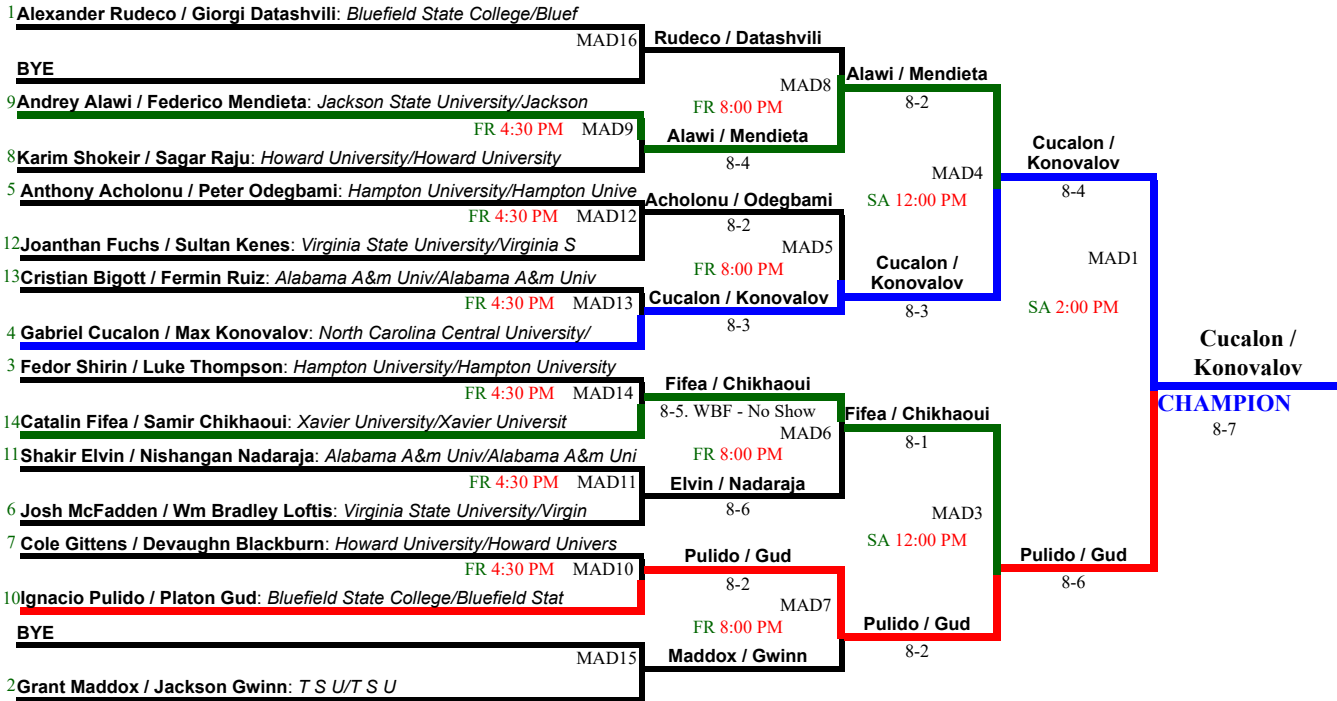 1 Alexander Rudeco / Giorgi Datashvili: Bluefield State College/Bluef
MAD16
BYE
9 Andrey Alawi / Federico Mendieta: Jackson State University/Jackson
FR 4:30 PM MAD9
8 Karim Shokeir / Sagar Raju: Howard University/Howard University
5 Anthony Acholonu / Peter Odegbami: Hampton University/Hampton Unive
FR 4:30 PM MAD12
12 Joanthan Fuchs / Sultan Kenes: Virginia State University/Virginia S
13 Cristian Bigott / Fermin Ruiz: Alabama A&m Univ/Alabama A&m Univ
FR 4:30 PM MAD13
4 Gabriel Cucalon / Max Konovalov: North Carolina Central University/
3 Fedor Shirin / Luke Thompson: Hampton University/Hampton University
FR 4:30 PM MAD14
14 Catalin Fifea / Samir Chikhaoui: Xavier University/Xavier Universit
11 Shakir Elvin / Nishangan Nadaraja: Alabama A&m Univ/Alabama A&m Uni
FR 4:30 PM MAD11
6 Josh McFadden / Wm Bradley Loftis: Virginia State University/Virgin
7 Cole Gittens / Devaughn Blackburn: Howard University/Howard Univers
FR 4:30 PM MAD10
10 Ignacio Pulido / Platon Gud: Bluefield State College/Bluefield Stat
BYE
MAD15
2 Grant Maddox / Jackson Gwinn: T S U/T S U
Rudeco / Datashvili
MAD8
FR 8:00 PM
Alawi / Mendieta
8-4
Acholonu / Odegbami
8-2
MAD5
FR 8:00 PM
Cucalon / Konovalov
8-3
Fifea / Chikhaoui
8-5. WBF - No Show
MAD6
FR 8:00 PM
Elvin / Nadaraja
8-6
Pulido / Gud
8-2
MAD7
FR 8:00 PM
Maddox / Gwinn
Alawi / Mendieta
8-2
MAD4
SA 12:00 PM
Cucalon /
Konovalov
8-3
Fifea / Chikhaoui
8-1
MAD3
SA 12:00 PM
Pulido / Gud
8-2
Cucalon /
Konovalov
8-4
MAD1
SA 2:00 PM
Pulido / Gud
8-6
Cucalon /
Konovalov
CHAMPION
8-7